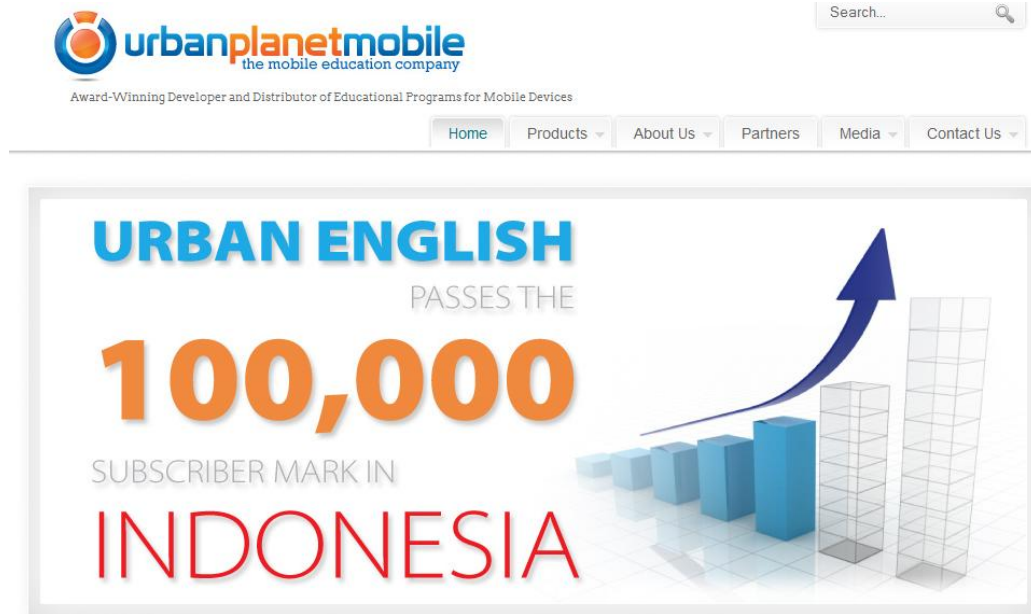 Search...
urbanplanetmobile
the mobile education company
Award-Winning Developer and Distributor of Educational Programs for Mobile Devices
Home Products About Us Partners Media Contact Us
URBAN ENGLISH
PASSES THE
100,000
SUBSCRIBER MARK IN
INDONESIA